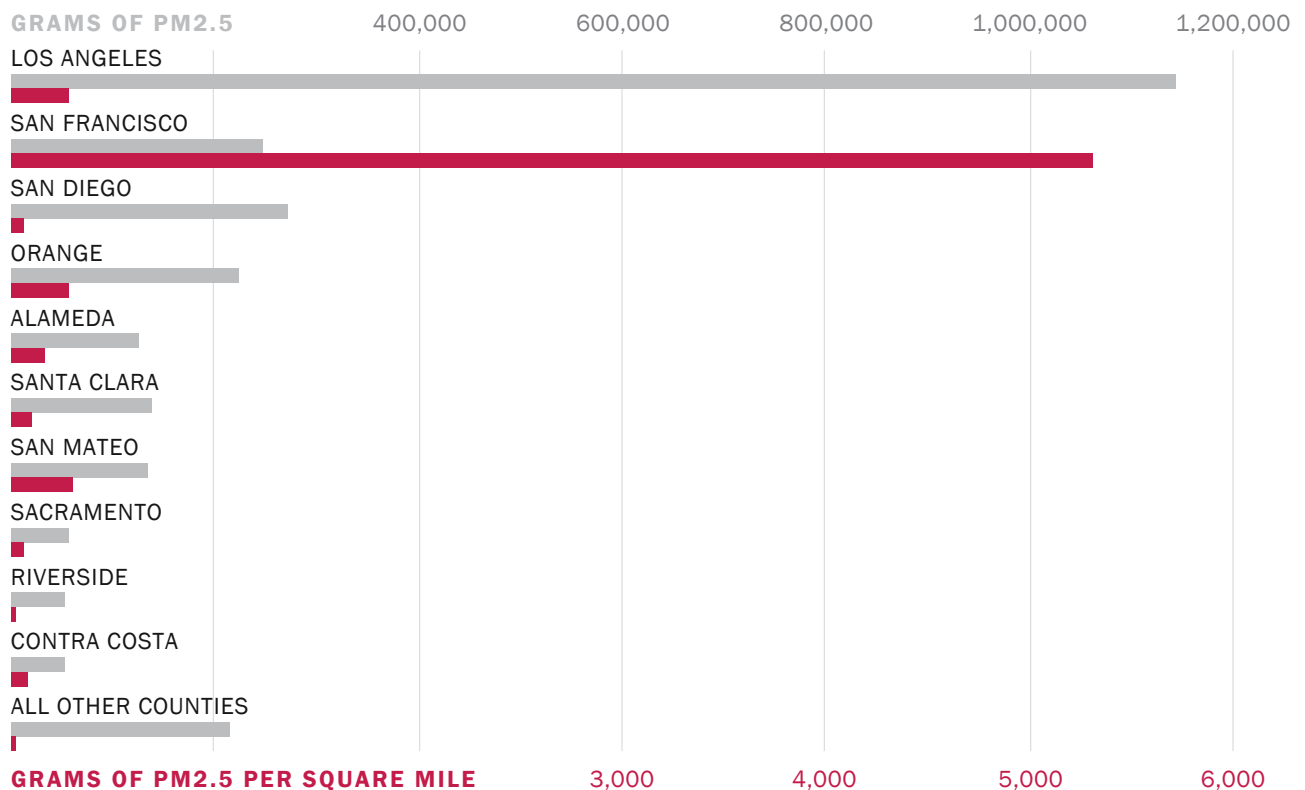 GRAMS OF PM2.5 400,000 600,000 800,000 1,000,000 1,200,000
LOS ANGELES
SAN FRANCISCO
SAN DIEGO
ORANGE
ALAMEDA
SANTA CLARA
SAN MATEO
SACRAMENTO
RIVERSIDE
CONTRA COSTA
ALL OTHER COUNTIES
GRAMS OF PM2.5 PER SQUARE MILE 3,000 4,000 5,000 6,000